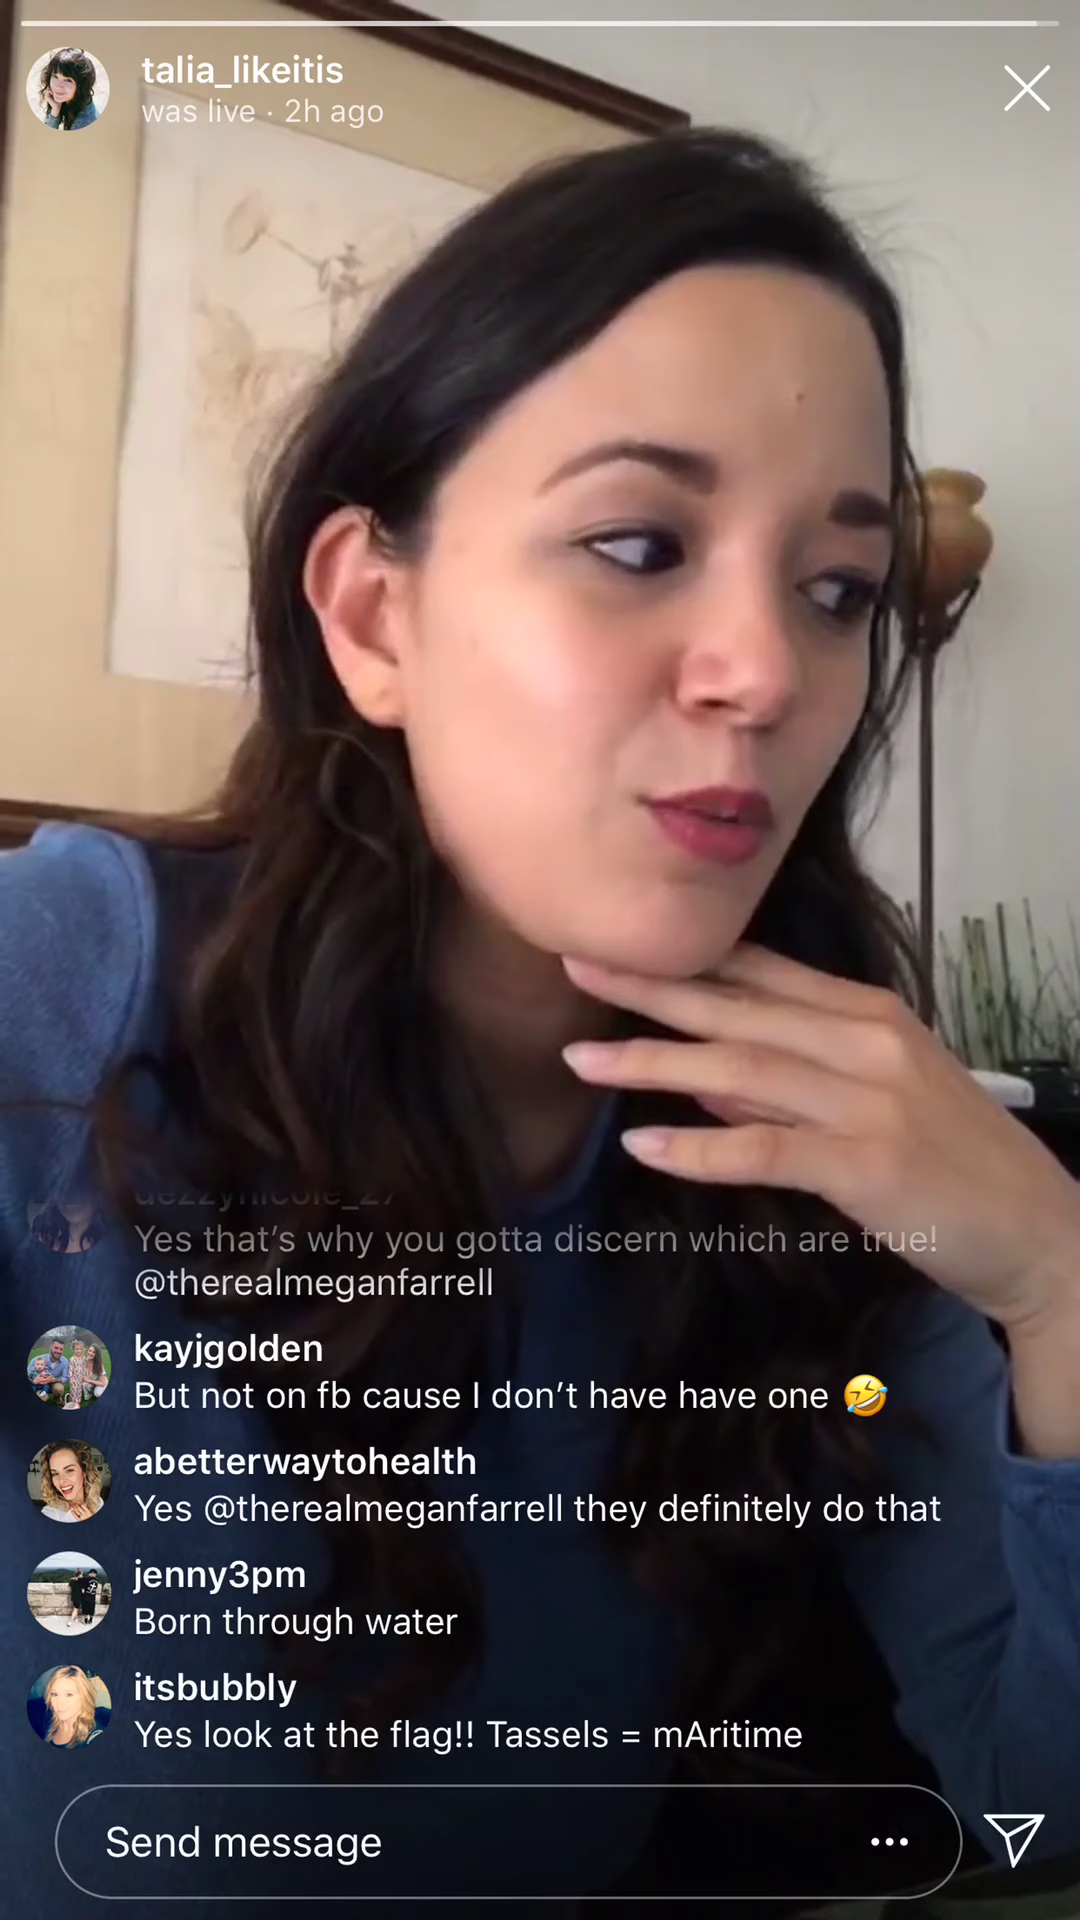 talia_likeitis
was live · 2h ago
Yes that's why you gotta discern which are true!
@therealmeganfarrell
kayjgolden
But not on fb cause I don't have have one 🤣
abetterwaytohealth
Yes @therealmeganfarrell they definitely do that
jenny3pm
Born through water
itsbubbly
Yes look at the flag!! Tassels = mAritime
Send message